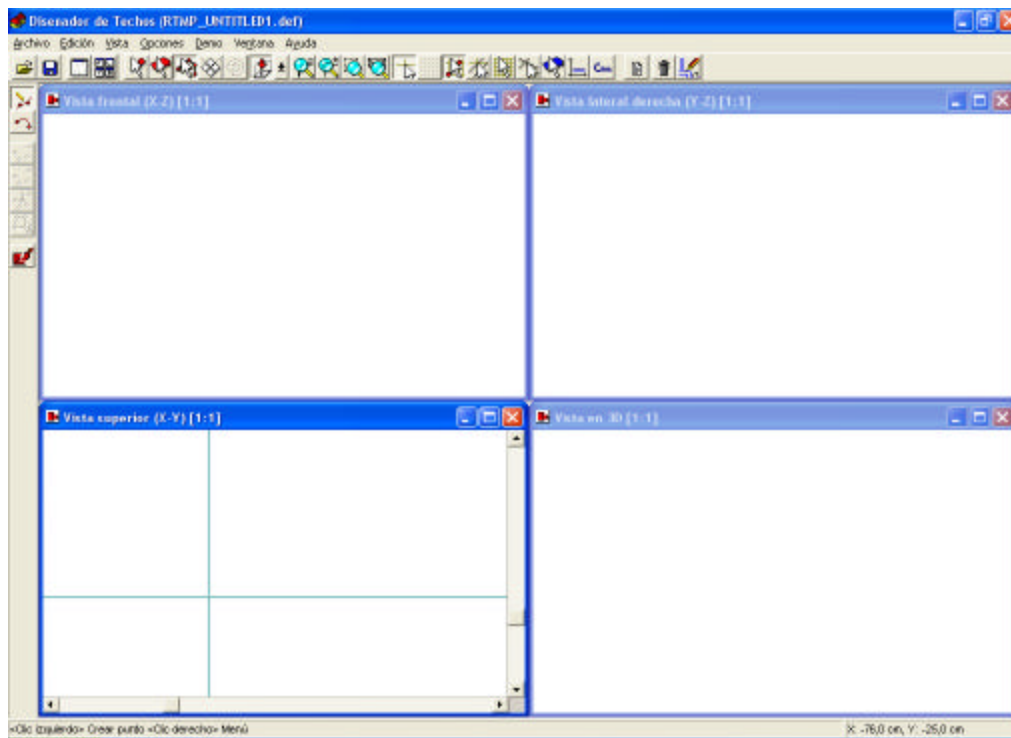 Disenador de Techos (RTMP_UNTITLED1.def)
Archivo Edición Vista Opciones Demo Ventana Ayuda
Vista frontal (X-Z) [1:1]
Vista lateral derecha (Y-Z) [1:1]
Vista superior (X-Y) [1:1]
Vista en 3D [1:1]
<Clic izquierdo> Crear punto <Clic derecho> Menú
X: -76,0 cm, Y: -25,0 cm